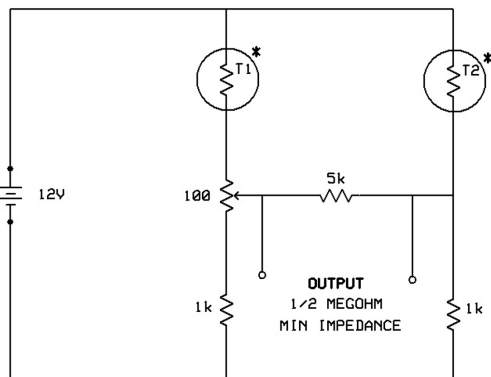 *
T1
*
T2
5k
100
12V
OUTPUT
1/2 MEGOHM
MIN IMPEDANCE
1k
1k